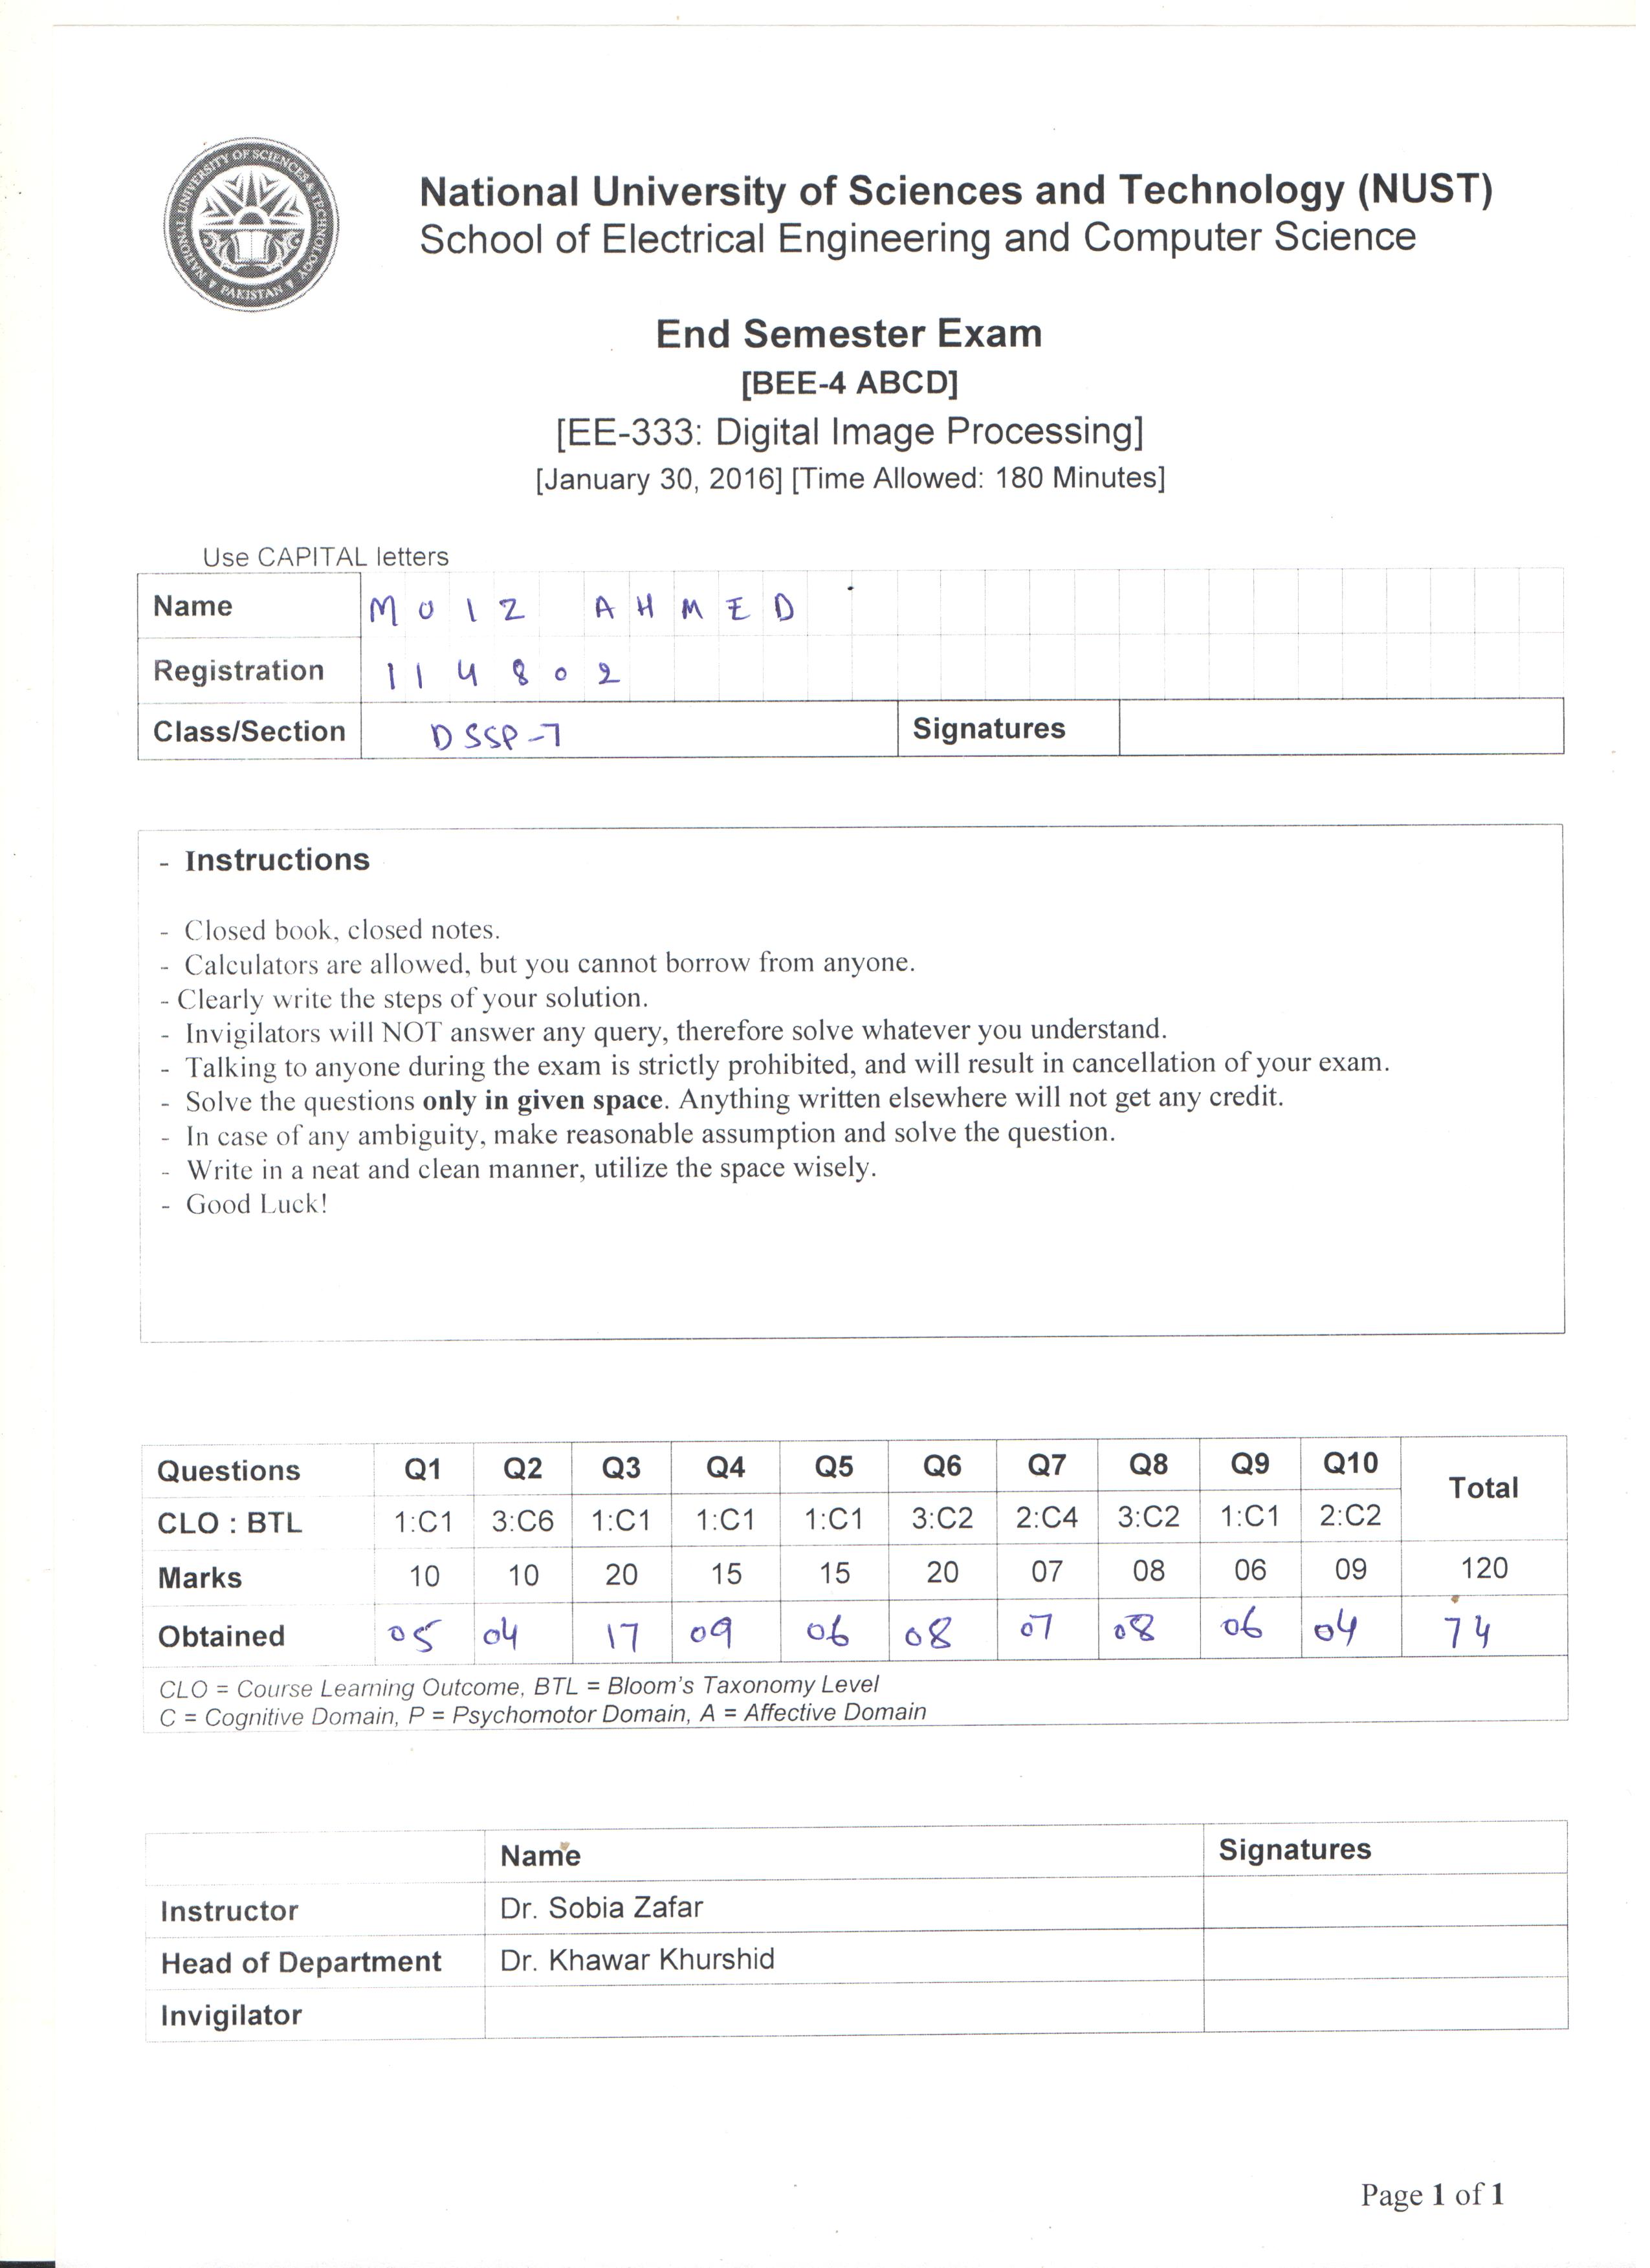 NATIONAL UNIVERSITY OF SCIENCES & TECHNOLOGY
PAKISTAN
National University of Sciences and Technology (NUST)
School of Electrical Engineering and Computer Science
End Semester Exam
[BEE-4 ABCD]
[EE-333: Digital Image Processing]
[January 30, 2016] [Time Allowed: 180 Minutes]
Use CAPITAL letters
Name MOIZ AHMED
Registration 114802
Class/Section DSSP-7 Signatures
- Instructions
- Closed book, closed notes.
- Calculators are allowed, but you cannot borrow from anyone.
- Clearly write the steps of your solution.
- Invigilators will NOT answer any query, therefore solve whatever you understand.
- Talking to anyone during the exam is strictly prohibited, and will result in cancellation of your exam.
- Solve the questions only in given space. Anything written elsewhere will not get any credit.
- In case of any ambiguity, make reasonable assumption and solve the question.
- Write in a neat and clean manner, utilize the space wisely.
- Good Luck!
Questions Q1 Q2 Q3 Q4 Q5 Q6 Q7 Q8 Q9 Q10 Total
CLO : BTL 1:C1 3:C6 1:C1 1:C1 1:C1 3:C2 2:C4 3:C2 1:C1 2:C2
Marks 10 10 20 15 15 20 07 08 06 09 120
Obtained 05 04 17 09 06 08 07 08 06 04 74
CLO = Course Learning Outcome, BTL = Bloom's Taxonomy Level
C = Cognitive Domain, P = Psychomotor Domain, A = Affective Domain
Name Signatures
Instructor Dr. Sobia Zafar
Head of Department Dr. Khawar Khurshid
Invigilator
Page 1 of 1